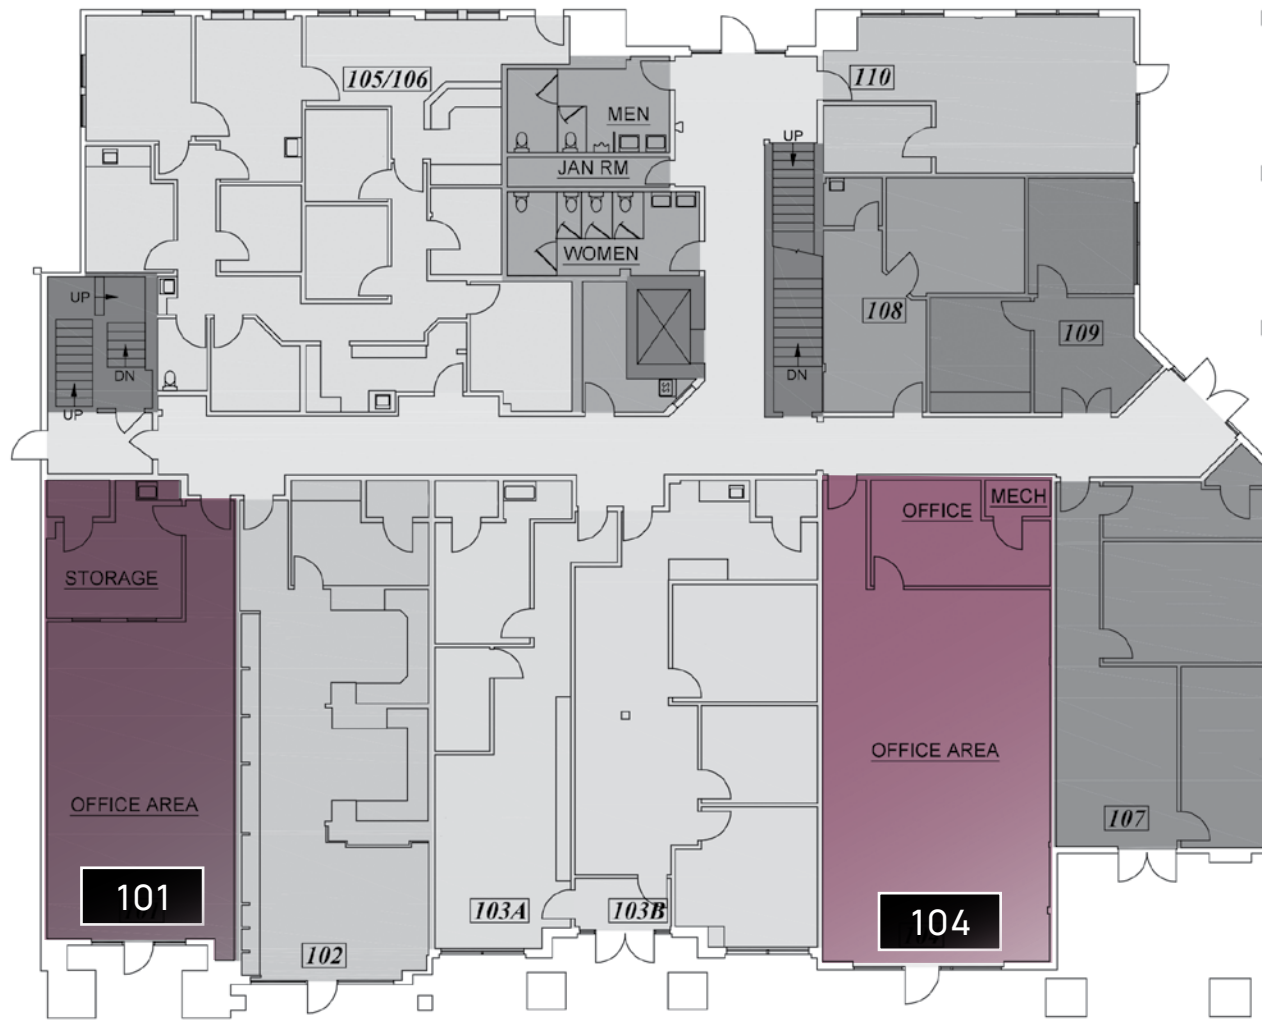 105/106
110
MEN
UP
JAN RM
WOMEN
UP
108
109
DN
DN
UP
OFFICE
MECH
STORAGE
OFFICE AREA
OFFICE AREA
107
101
103A
103B
104
102